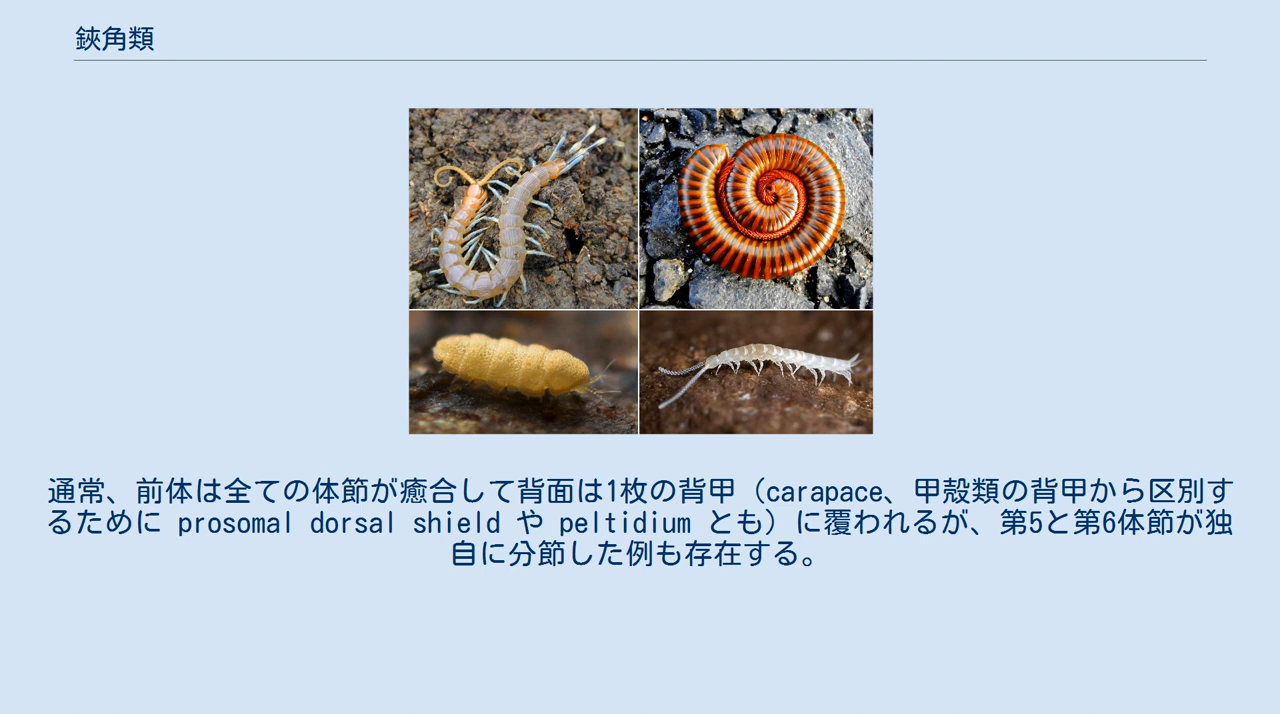 鋏角類
通常、前体は全ての体節が癒合して背面は1枚の背甲（carapace、甲殻類の背甲から区別す
るために prosomal dorsal shield や peltidium とも）に覆われるが、第5と第6体節が独
自に分節した例も存在する。